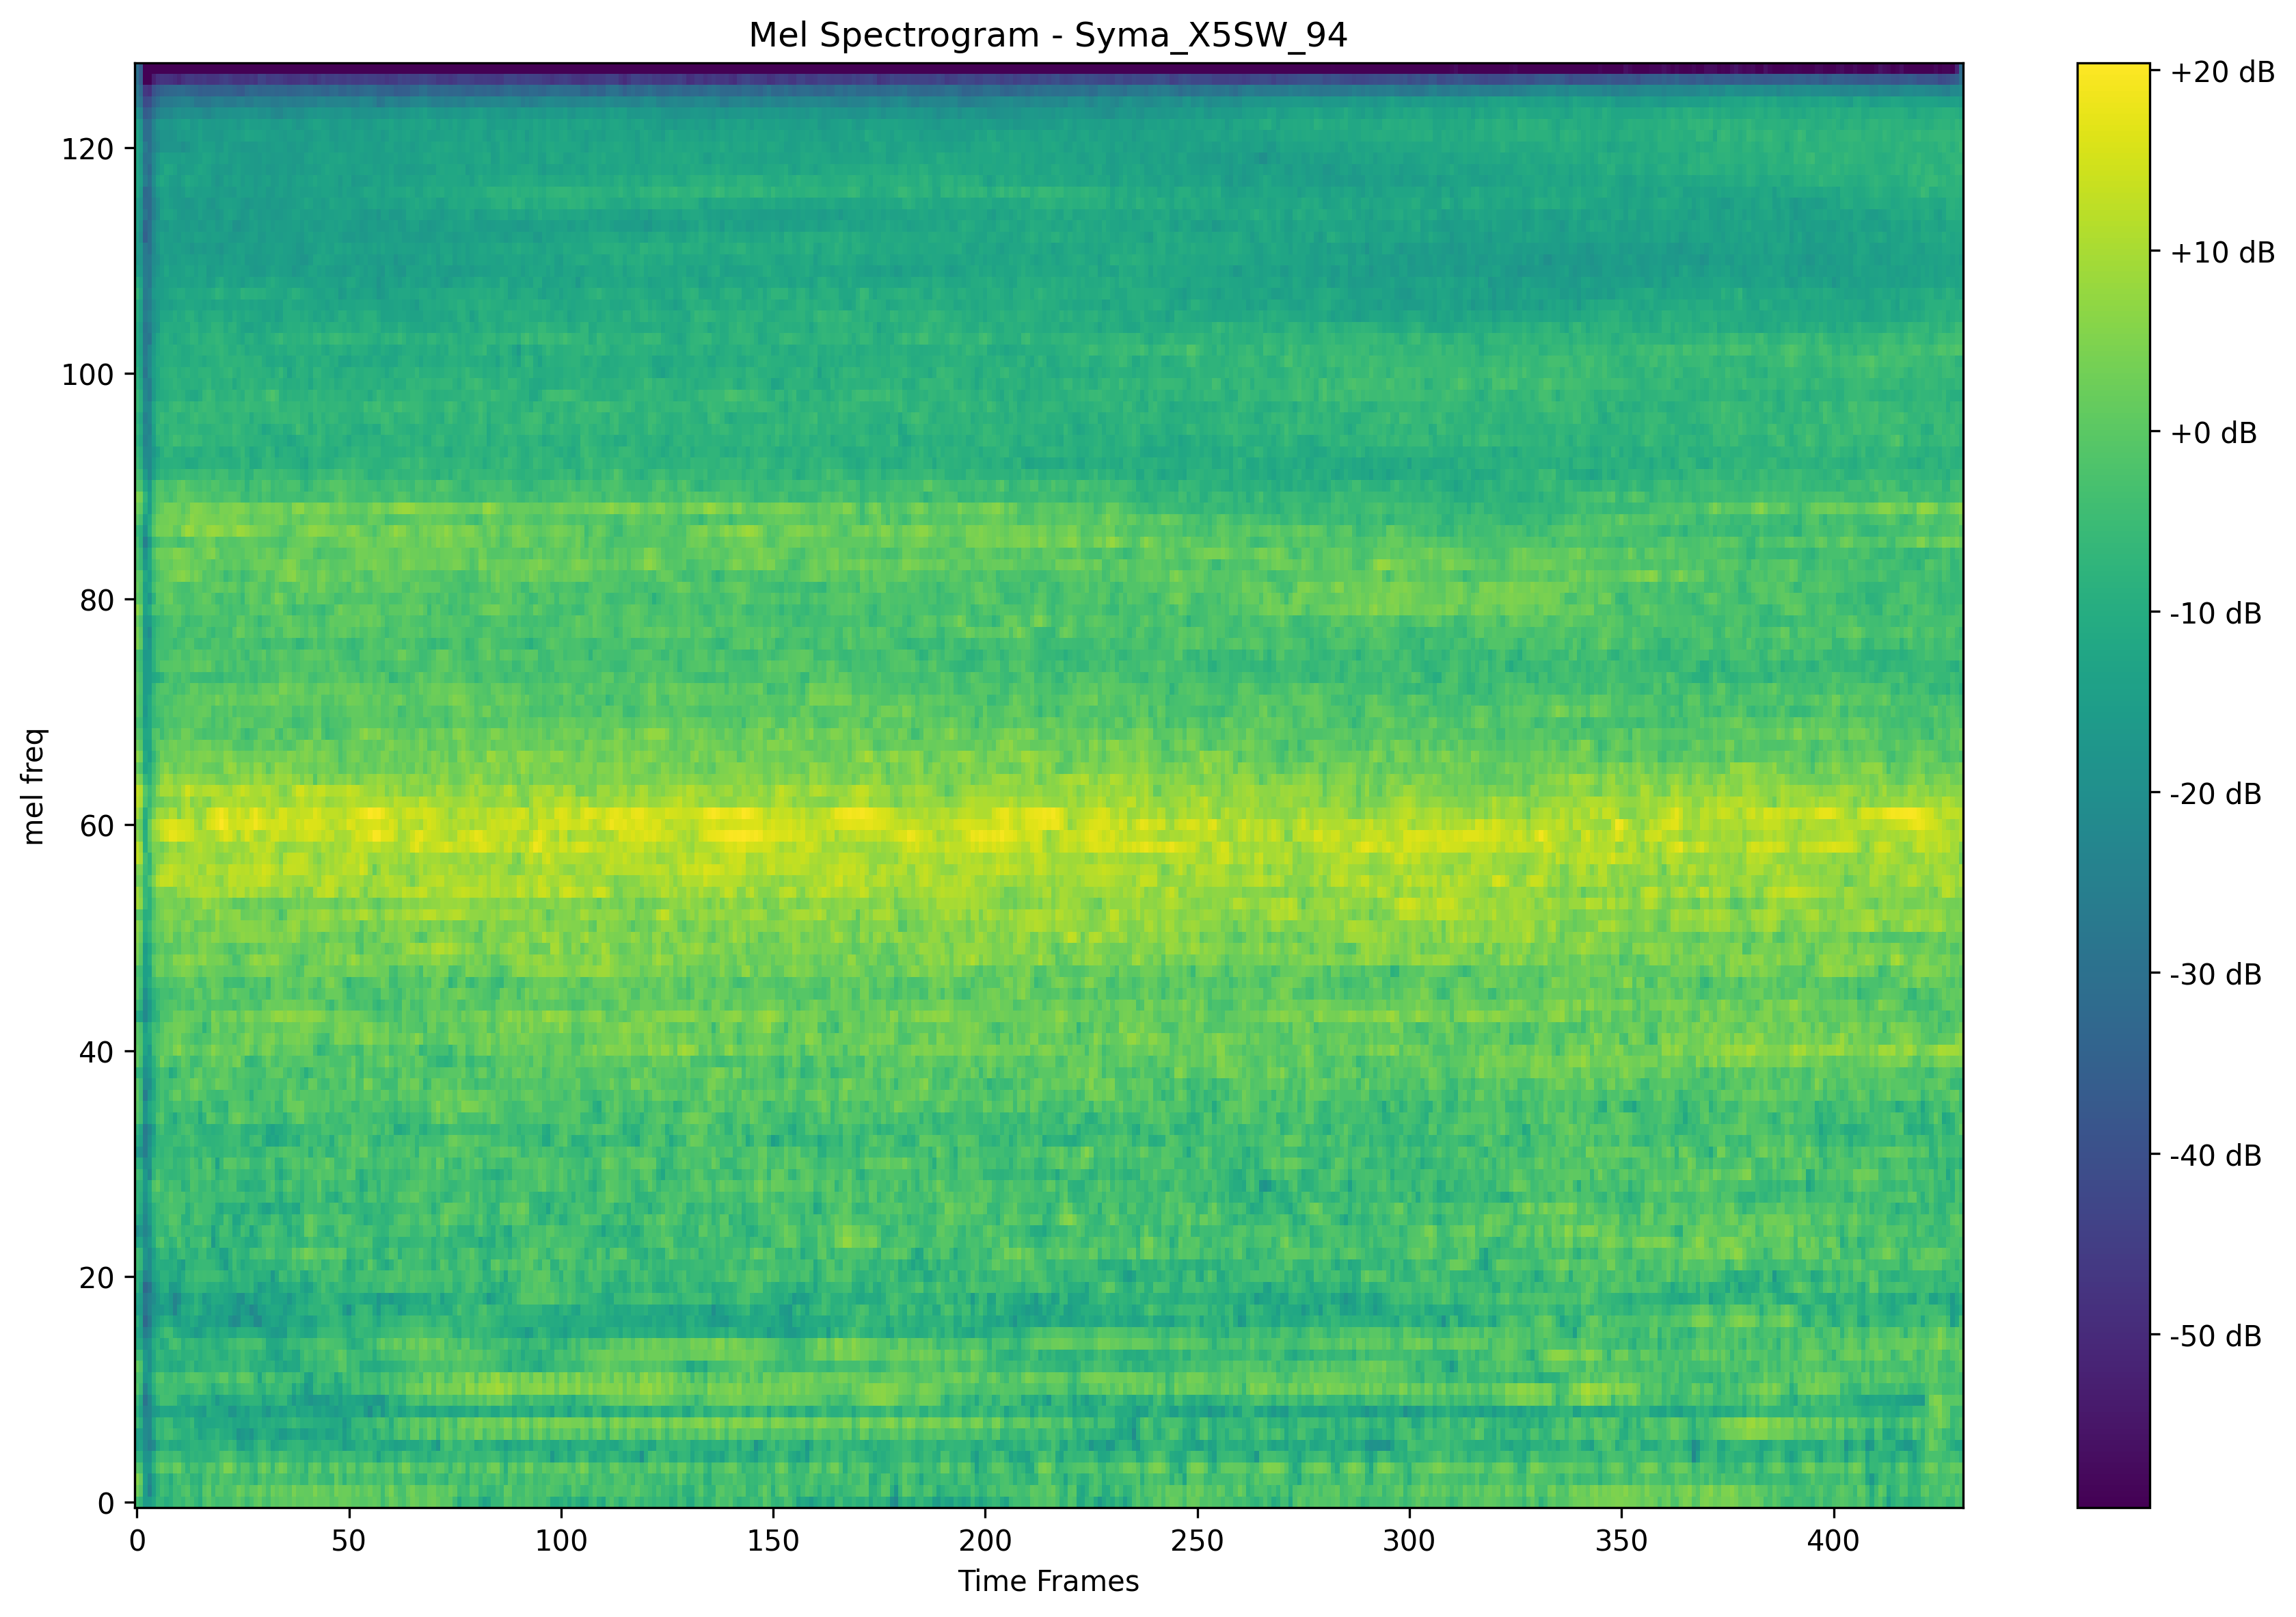 Mel Spectrogram - Syma_X5SW_94
mel freq
120
100
80
60
40
20
0
0 50 100 150 200 250 300 350 400
Time Frames
+20 dB
+10 dB
+0 dB
-10 dB
-20 dB
-30 dB
-40 dB
-50 dB